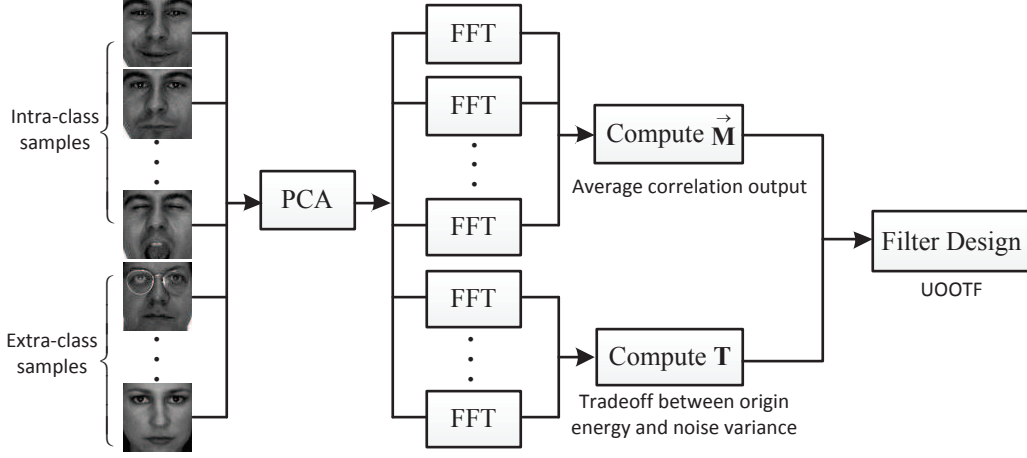 Intra-class
samples
Extra-class
samples
PCA
FFT
FFT
FFT
FFT
FFT
Compute M⃗
Average correlation output
Compute T
Tradeoff between origin
energy and noise variance
Filter Design
UOOTF